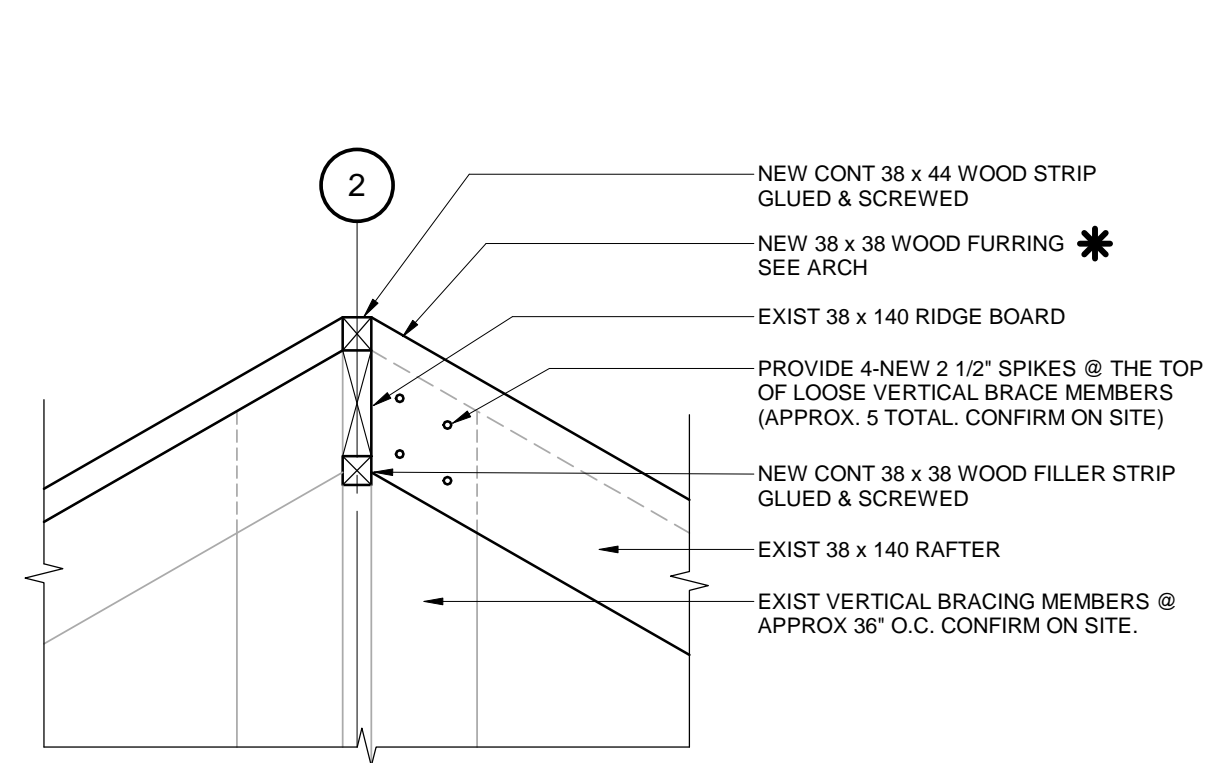 2
NEW CONT 38 x 44 WOOD STRIP
GLUED & SCREWED
NEW 38 x 38 WOOD FURRING
SEE ARCH
EXIST 38 x 140 RIDGE BOARD
PROVIDE 4-NEW 2 1/2" SPIKES @ THE TOP
OF LOOSE VERTICAL BRACE MEMBERS
(APPROX. 5 TOTAL. CONFIRM ON SITE)
NEW CONT 38 x 38 WOOD FILLER STRIP
GLUED & SCREWED
EXIST 38 x 140 RAFTER
EXIST VERTICAL BRACING MEMBERS @
APPROX 36" O.C. CONFIRM ON SITE.